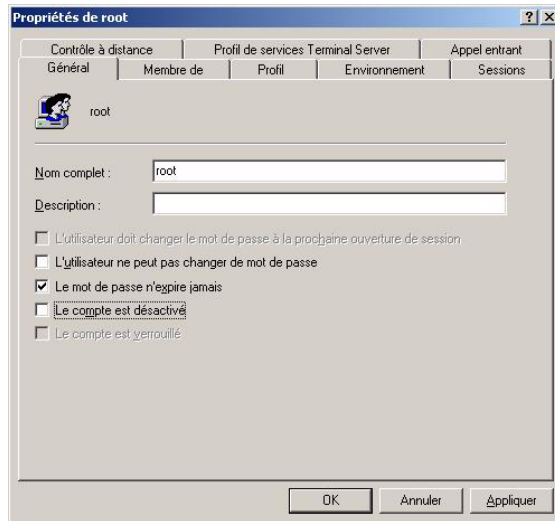 Propriétés de root
Contrôle à distance Profil de services Terminal Server Appel entrant
Général Membre de Profil Environnement Sessions
root
Nom complet : root
Description :
L'utilisateur doit changer le mot de passe à la prochaine ouverture de session
L'utilisateur ne peut pas changer de mot de passe
Le mot de passe n'expire jamais
Le compte est désactivé
Le compte est verrouillé
OK Annuler Appliquer